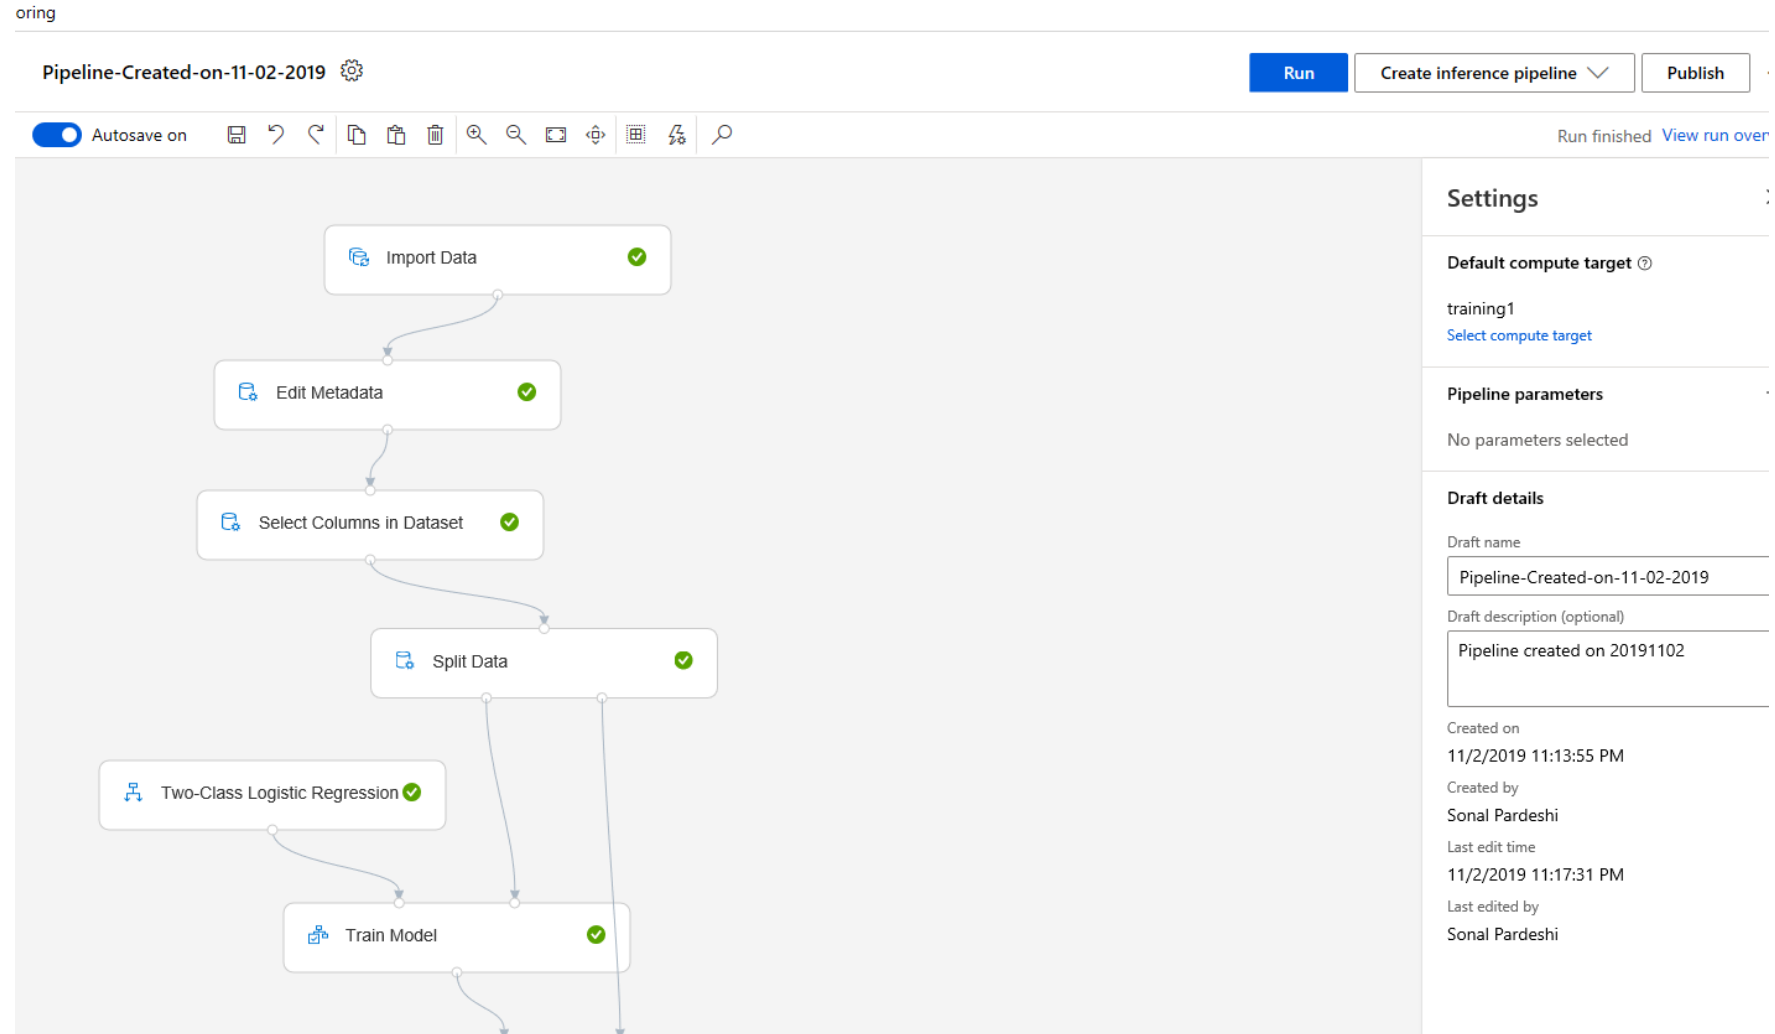 oring
Pipeline-Created-on-11-02-2019
Run
Create inference pipeline
Publish
Autosave on
Run finished
View run over
Settings
Import Data
Default compute target
training1
Select compute target
Edit Metadata
Pipeline parameters
No parameters selected
Select Columns in Dataset
Draft details
Draft name
Pipeline-Created-on-11-02-2019
Draft description (optional)
Pipeline created on 20191102
Split Data
Created on
11/2/2019 11:13:55 PM
Created by
Sonal Pardeshi
Two-Class Logistic Regression
Last edit time
11/2/2019 11:17:31 PM
Last edited by
Sonal Pardeshi
Train Model